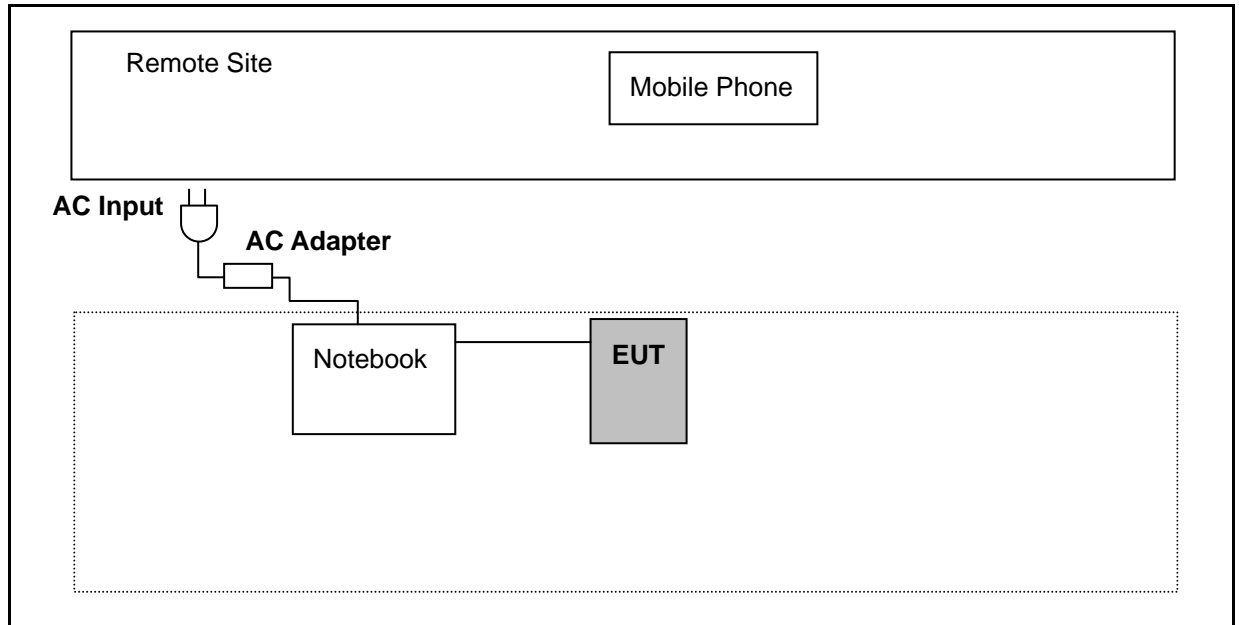 Remote Site
Mobile Phone
AC Input
AC Adapter
Notebook
EUT